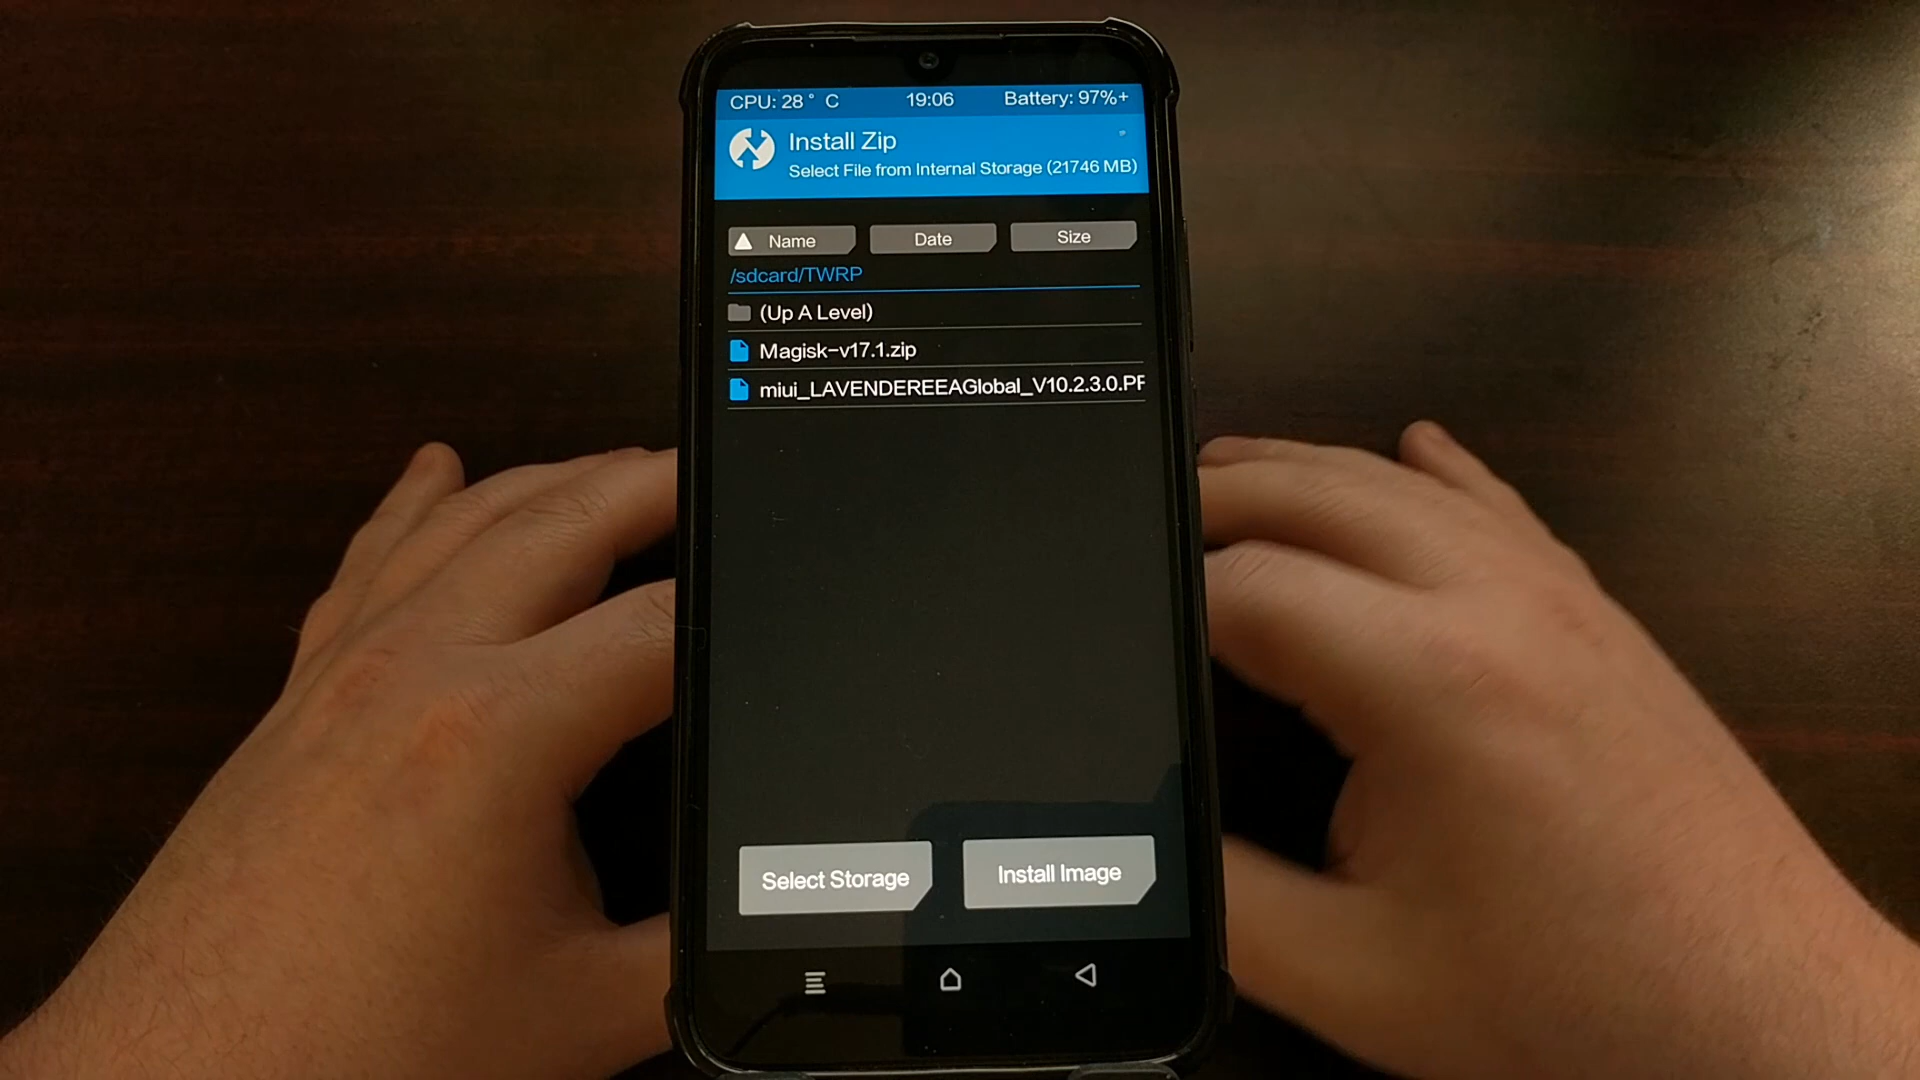 CPU: 28 ° C 19:06 Battery: 97%+
Install Zip
Select File from Internal Storage (21746 MB)
Name Date Size
/sdcard/TWRP
(Up A Level)
Magisk-v17.1.zip
miui_LAVENDEREEAGlobal_V10.2.3.0.PF
Select Storage Install Image